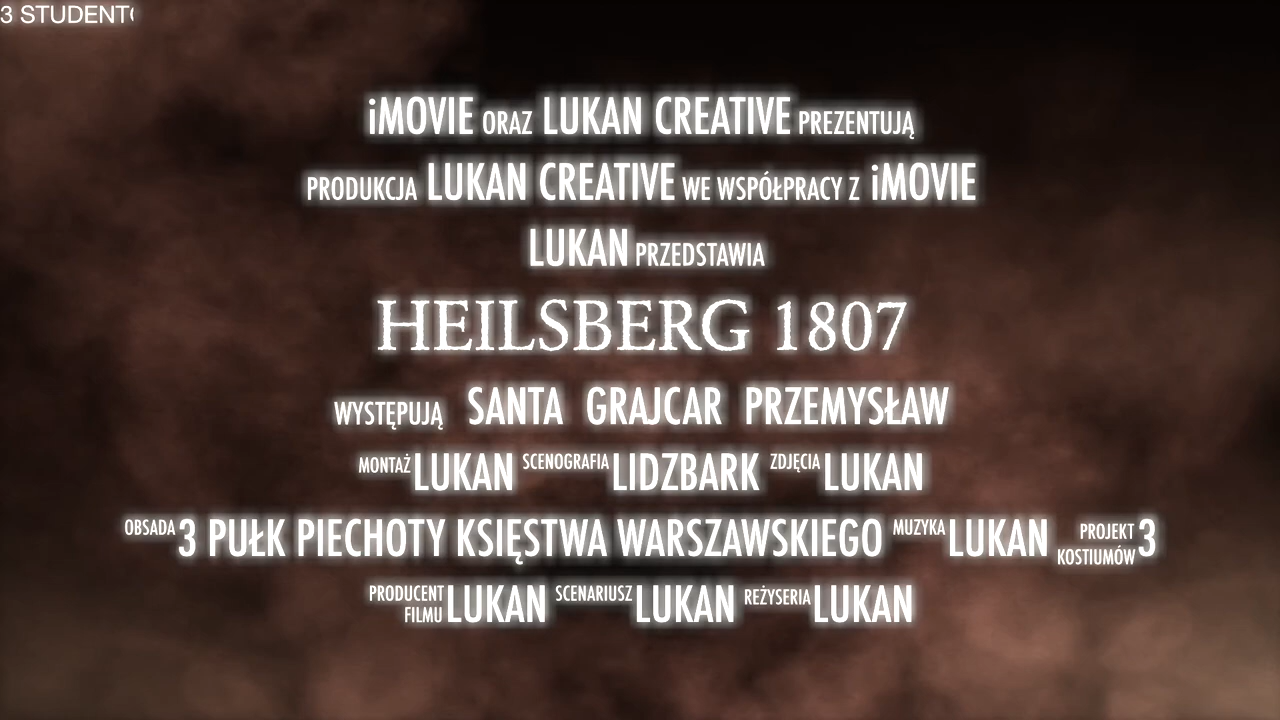 3 STUDENT
iMOVIE ORAZ LUKAN CREATIVE PREZENTUJĄ
PRODUKCJA LUKAN CREATIVE WE WSPÓŁPRACY Z iMOVIE
LUKAN PRZEDSTAWIA
HEILSBERG 1807
WYSTĘPUJĄ SANTA GRAJCAR PRZEMYSŁAW
MONTAŻ LUKAN SCENOGRAFIA LIDZBARK ZDJĘCIA LUKAN
OBSADA 3 PUŁK PIECHOTY KSIĘSTWA WARSZAWSKIEGO MUZYKA LUKAN PROJEKT KOSTIUMÓW 3
PRODUCENT FILMU LUKAN SCENARIUSZ LUKAN REŻYSERIA LUKAN